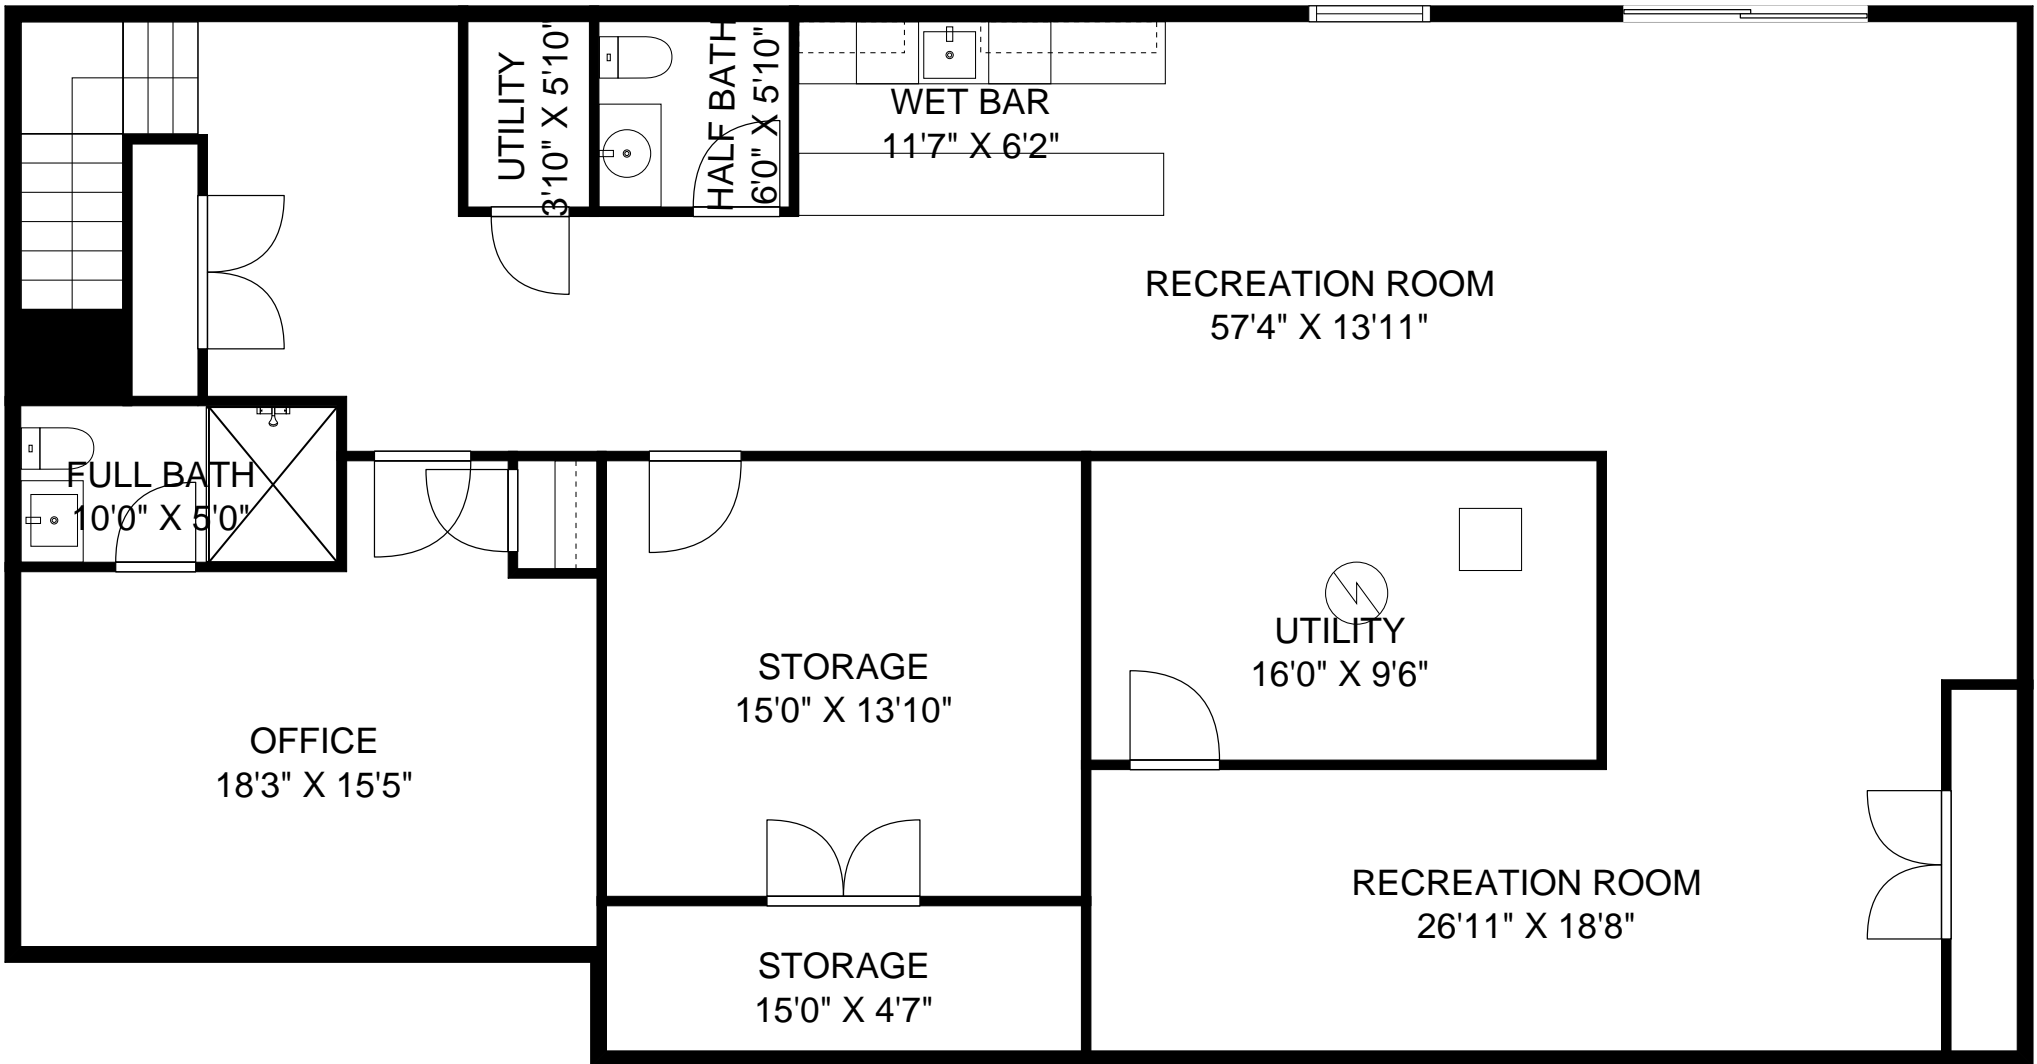 UTILITY
3'10" X 5'10"
HALF BATH
6'0" X 5'10"
WET BAR
11'7" X 6'2"
RECREATION ROOM
57'4" X 13'11"
FULL BATH
10'0" X 5'0"
UTILITY
16'0" X 9'6"
STORAGE
15'0" X 13'10"
OFFICE
18'3" X 15'5"
RECREATION ROOM
26'11" X 18'8"
STORAGE
15'0" X 4'7"